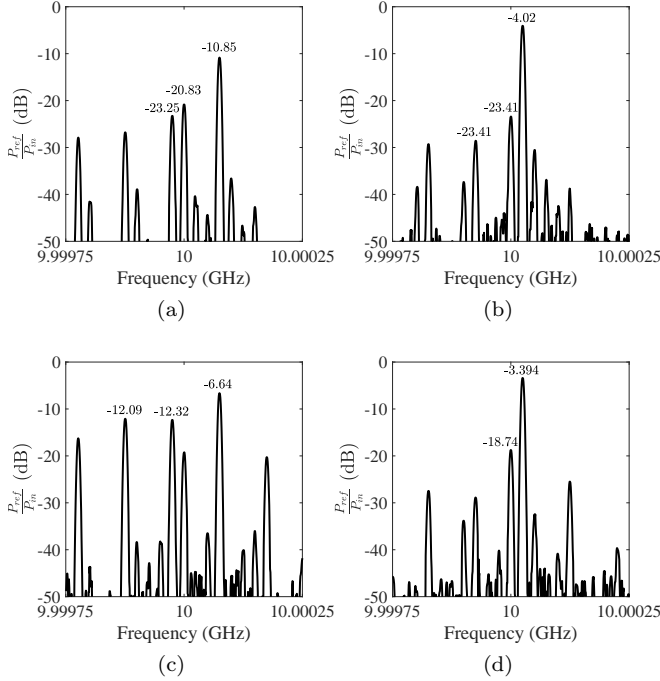 0
-10
-20
-30
-40
-50
P_ref/P_in (dB)
-10.85
-20.83
-23.25
9.99975 10 10.00025
Frequency (GHz)
(a)
0
-10
-20
-30
-40
-50
P_ref/P_in (dB)
-4.02
-23.41
-23.41
9.99975 10 10.00025
Frequency (GHz)
(b)
0
-10
-20
-30
-40
-50
P_ref/P_in (dB)
-6.64
-12.09 -12.32
9.99975 10 10.00025
Frequency (GHz)
(c)
0
-10
-20
-30
-40
-50
P_ref/P_in (dB)
-3.394
-18.74
9.99975 10 10.00025
Frequency (GHz)
(d)